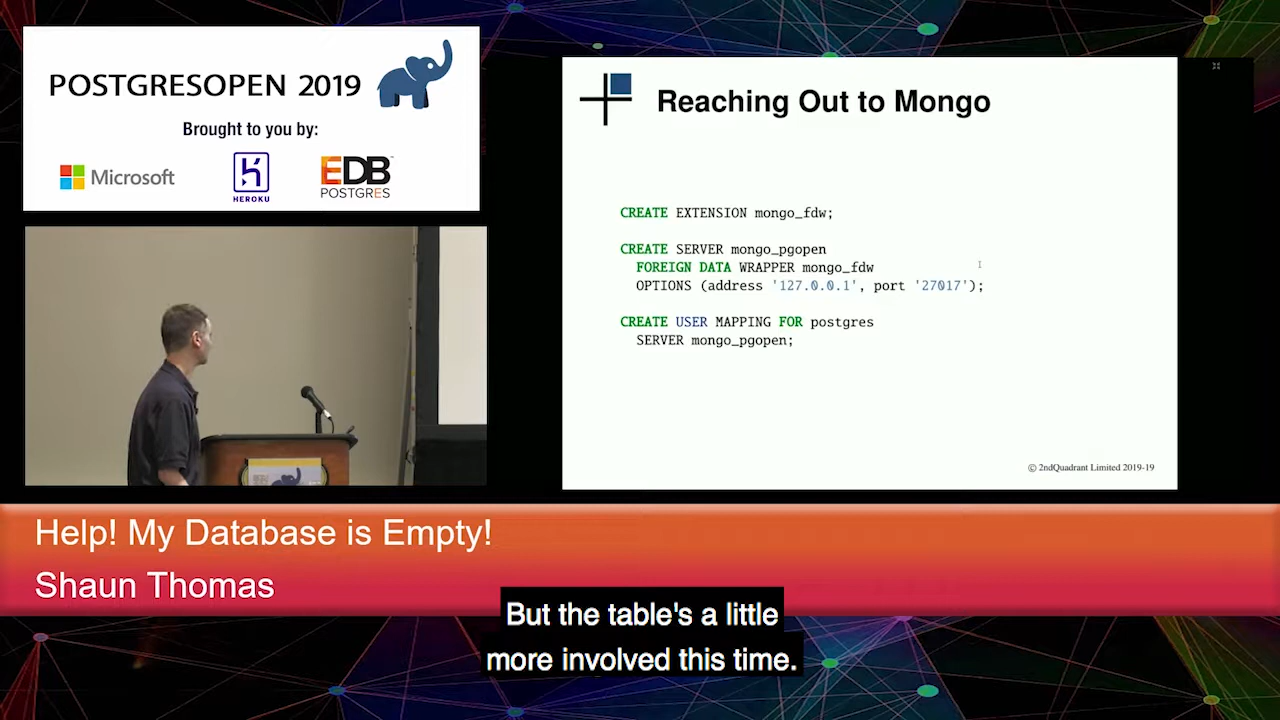 POSTGRESOPEN 2019
Brought to you by:
Microsoft
HEROKU
EDB
POSTGRES
Reaching Out to Mongo
CREATE EXTENSION mongo_fdw;
CREATE SERVER mongo_pgopen
FOREIGN DATA WRAPPER mongo_fdw
OPTIONS (address '127.0.0.1', port '27017');
CREATE USER MAPPING FOR postgres
SERVER mongo_pgopen;
© 2ndQuadrant Limited 2019-19
Help! My Database is Empty!
Shaun Thomas
But the table's a little
more involved this time.